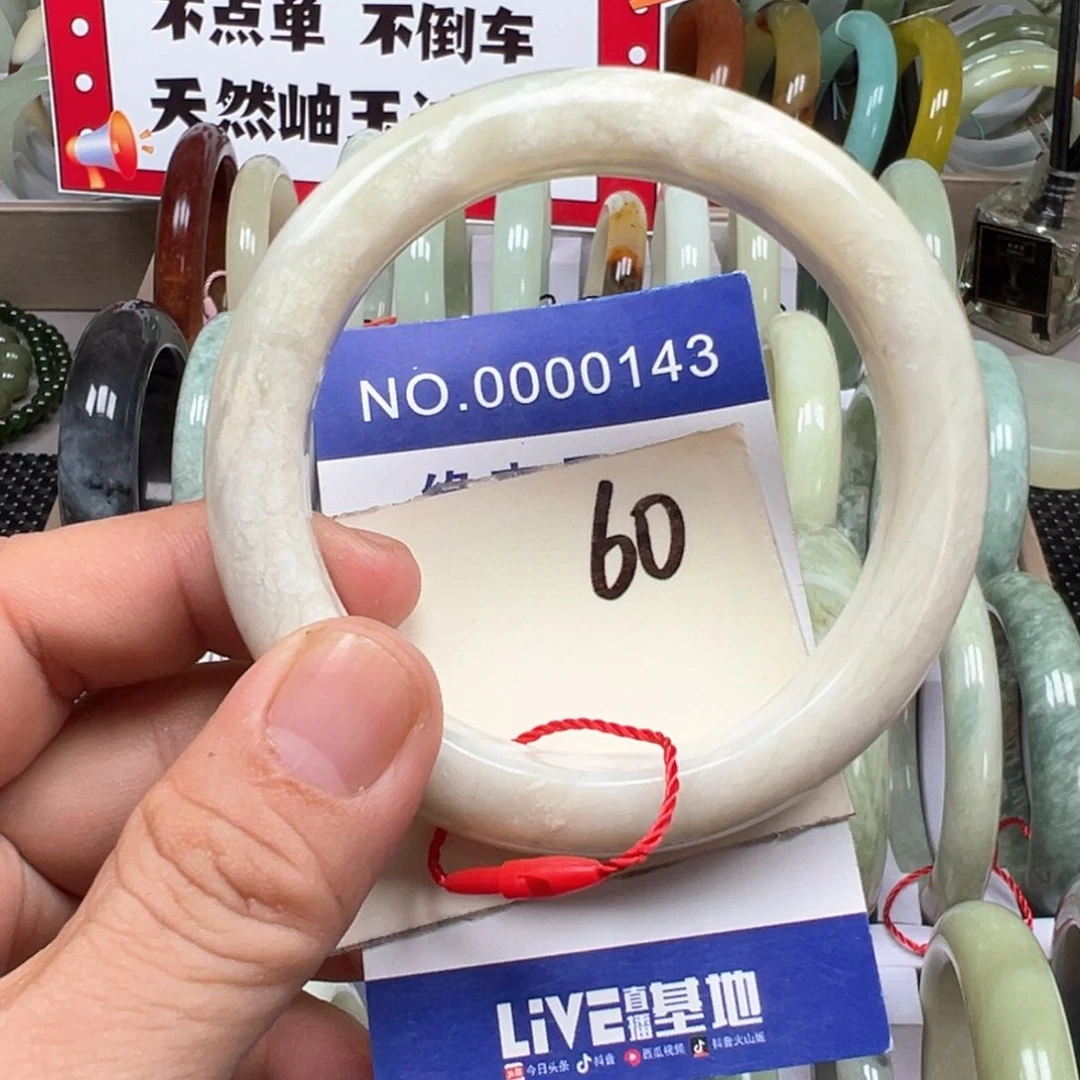 不点单 不倒车
天然岫玉
NO.0000143
60
LiVE直播基地
今日头条 抖音 西瓜视频 抖音火山版